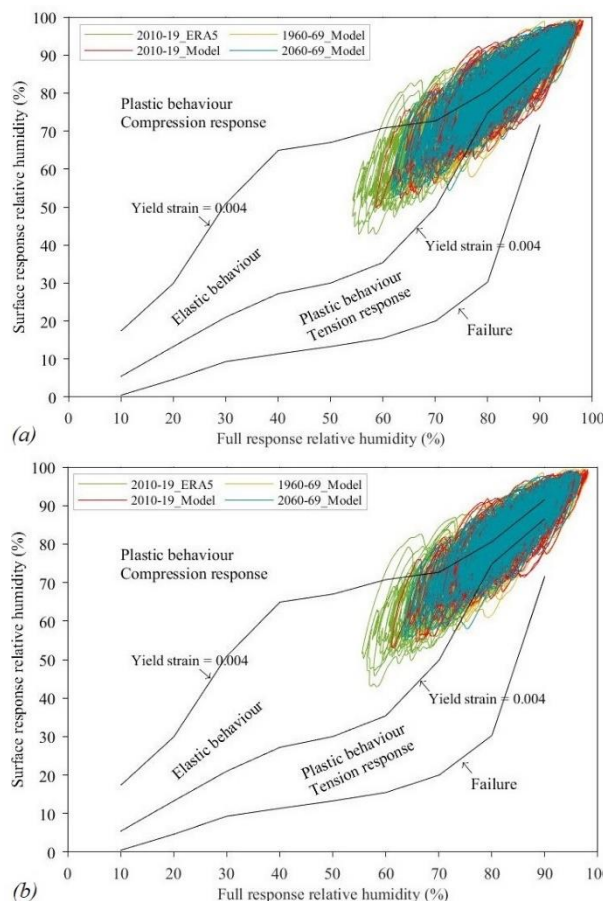 100
90
80
70
60
50
40
30
20
10
0
Surface response relative humidity (%)
2010-19_ERA5 1960-69_Model
2010-19_Model 2060-69_Model
Plastic behaviour
Compression response
Yield strain = 0.004
Yield strain = 0.004
Elastic behaviour
Plastic behaviour
Tension response
Failure
0 10 20 30 40 50 60 70 80 90 100
(a) Full response relative humidity (%)
100
90
80
70
60
50
40
30
20
10
0
Surface response relative humidity (%)
2010-19_ERA5 1960-69_Model
2010-19_Model 2060-69_Model
Plastic behaviour
Compression response
Yield strain = 0.004
Yield strain = 0.004
Elastic behaviour
Plastic behaviour
Tension response
Failure
0 10 20 30 40 50 60 70 80 90 100
(b) Full response relative humidity (%)